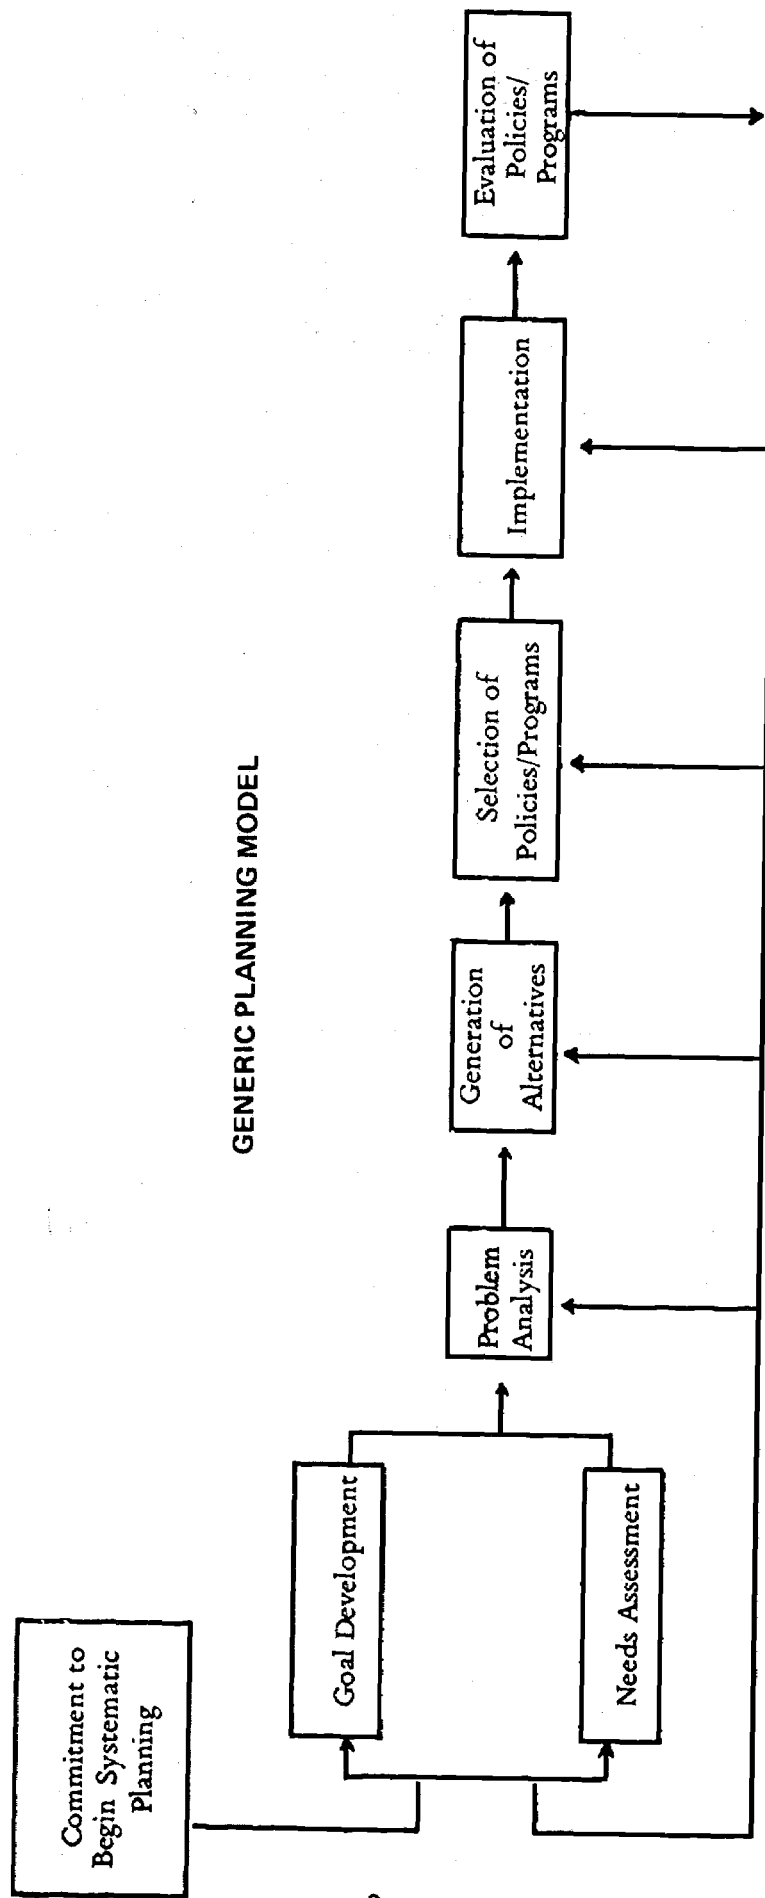 GENERIC PLANNING MODEL
Commitment to
Begin Systematic
Planning
Goal Development
Needs Assessment
Problem
Analysis
Generation
of
Alternatives
Selection of
Policies/Programs
Implementation
Evaluation of
Policies/
Programs